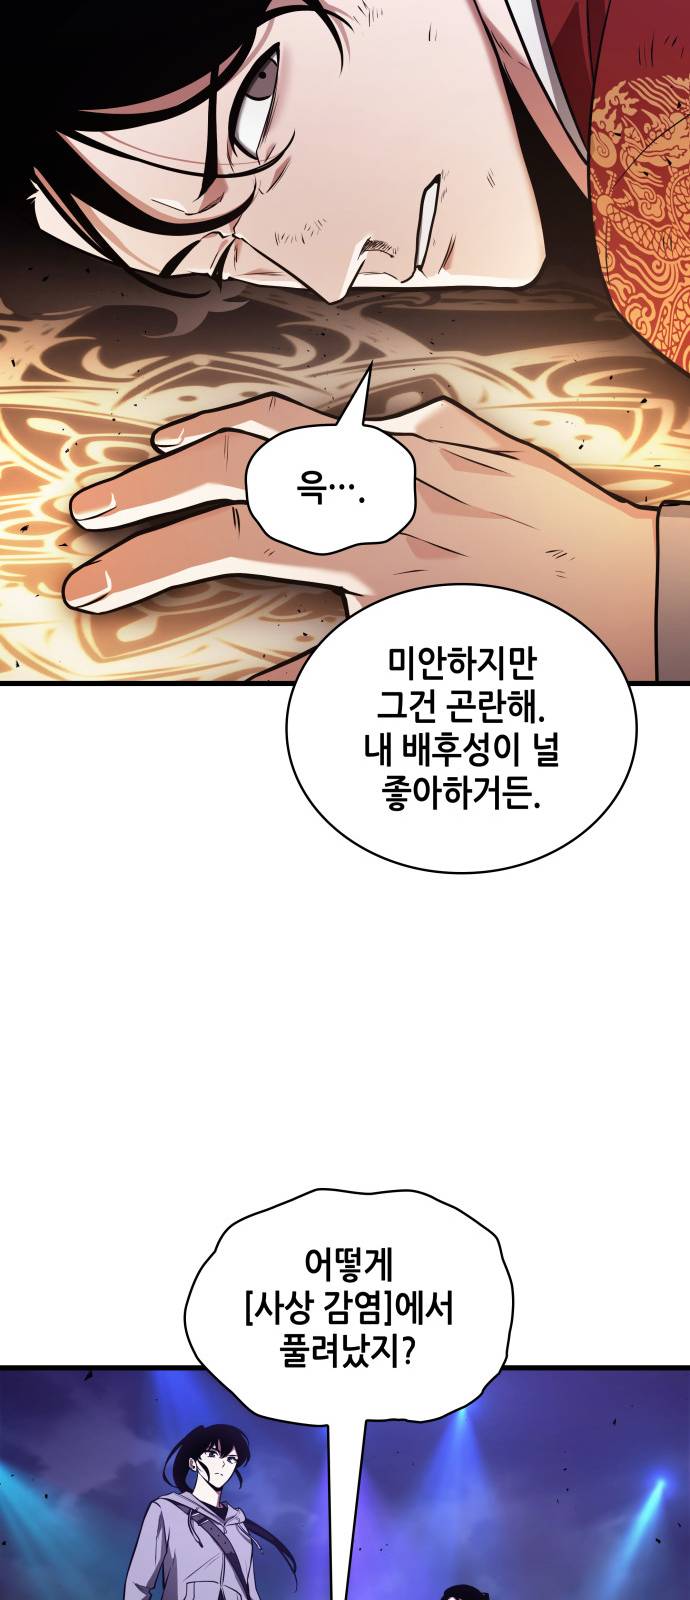 윽….
미안하지만
그건 곤란해.
내 배후성이 널
좋아하거든.
어떻게
[사상 감염]에서
풀려났지?